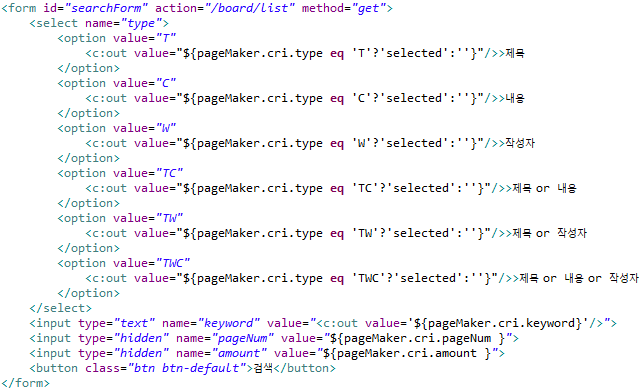 <form id="searchForm" action="/board/list" method="get">
    <select name="type">
        <option value="T"
            <c:out value="${pageMaker.cri.type eq 'T'?'selected':''}"/>>제목
        </option>
        <option value="C"
            <c:out value="${pageMaker.cri.type eq 'C'?'selected':''}"/>>내용
        </option>
        <option value="W"
            <c:out value="${pageMaker.cri.type eq 'W'?'selected':''}"/>>작성자
        </option>
        <option value="TC"
            <c:out value="${pageMaker.cri.type eq 'TC'?'selected':''}"/>>제목 or 내용
        </option>
        <option value="TW"
            <c:out value="${pageMaker.cri.type eq 'TW'?'selected':''}"/>>제목 or 작성자
        </option>
        <option value="TWC"
            <c:out value="${pageMaker.cri.type eq 'TWC'?'selected':''}"/>>제목 or 내용 or 작성자
        </option>
    </select>
    <input type="text" name="keyword" value="<c:out value='${pageMaker.cri.keyword}'/>">
    <input type="hidden" name="pageNum" value="${pageMaker.cri.pageNum }">
    <input type="hidden" name="amount" value="${pageMaker.cri.amount }">
    <button class="btn btn-default">검색</button>
</form>